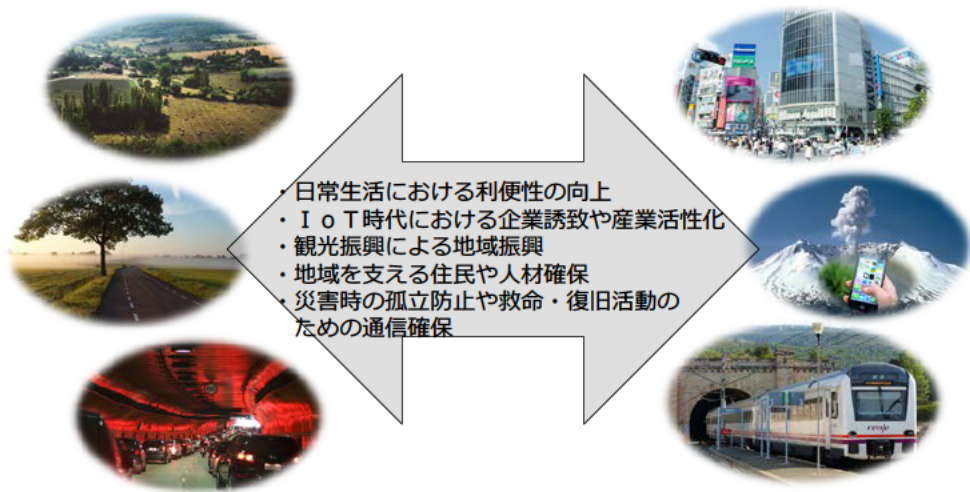 ・日常生活における利便性の向上
・ＩｏＴ時代における企業誘致や産業活性化
・観光振興による地域振興
・地域を支える住民や人材確保
・災害時の孤立防止や救命・復旧活動の
ための通信確保
renfe